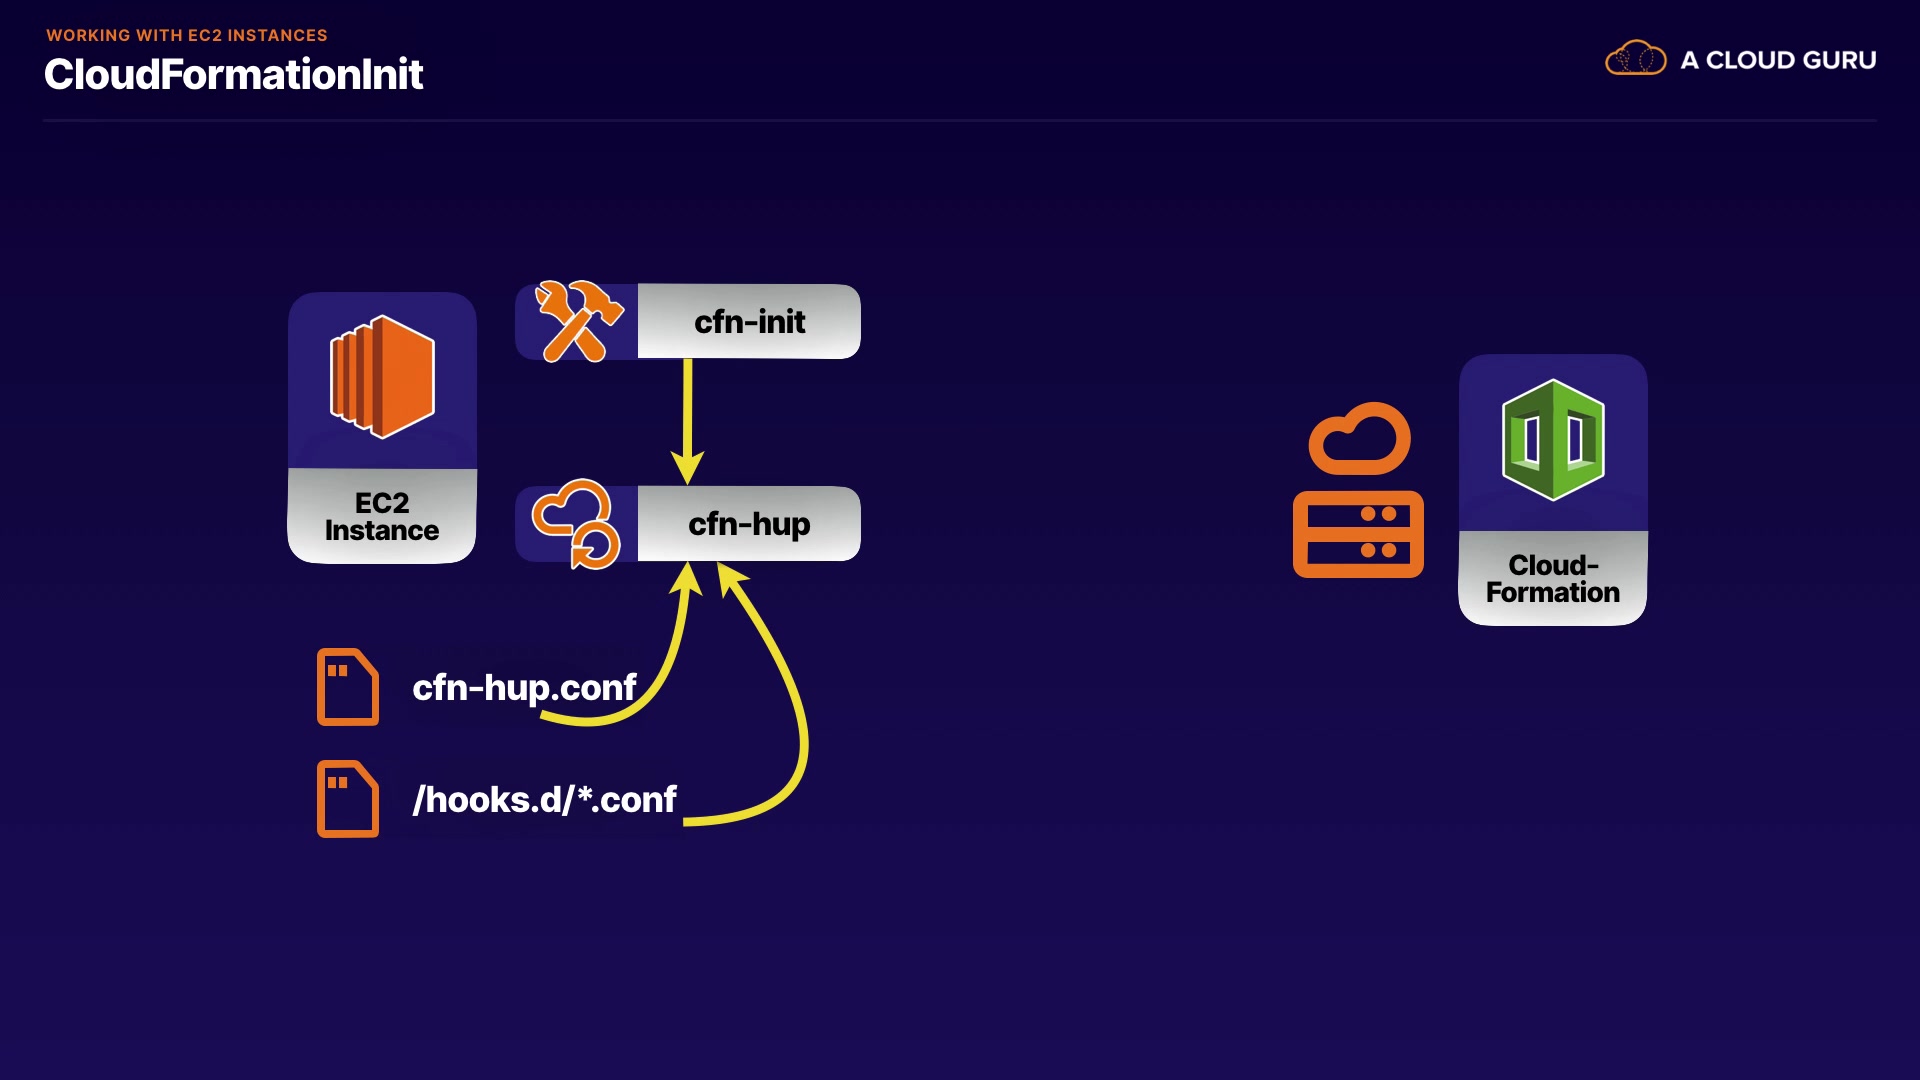 WORKING WITH EC2 INSTANCES
CloudFormationInit
A CLOUD GURU
cfn-init
EC2
Instance
cfn-hup
Cloud-
Formation
cfn-hup.conf
/hooks.d/*.conf